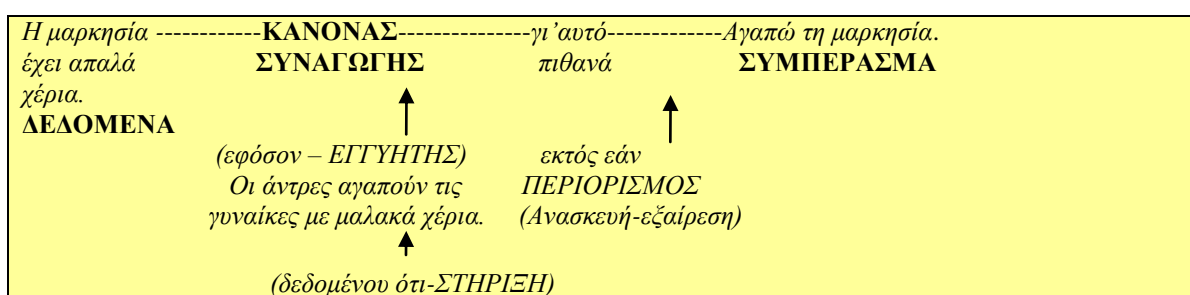 Η μαρκησία ------------ΚΑΝΟΝΑΣ---------------γι’αυτό-------------Αγαπώ τη μαρκησία.
έχει απαλά ΣΥΝΑΓΩΓΗΣ πιθανά ΣΥΜΠΕΡΑΣΜΑ
χέρια.
ΔΕΔΟΜΕΝΑ
(εφόσον – ΕΓΓΥΗΤΗΣ) εκτός εάν
Οι άντρες αγαπούν τις ΠΕΡΙΟΡΙΣΜΟΣ
γυναίκες με μαλακά χέρια. (Ανασκευή-εξαίρεση)
(δεδομένου ότι-ΣΤΗΡΙΞΗ)